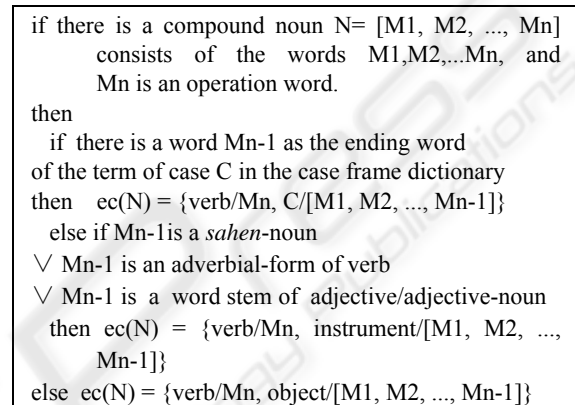 if there is a compound noun N= [M1, M2, ..., Mn]
consists of the words M1,M2,...Mn, and
Mn is an operation word.
then
if there is a word Mn-1 as the ending word
of the term of case C in the case frame dictionary
then ec(N) = {verb/Mn, C/[M1, M2, ..., Mn-1]}
else if Mn-1is a sahen-noun
∨ Mn-1 is an adverbial-form of verb
∨ Mn-1 is a word stem of adjective/adjective-noun
then ec(N) = {verb/Mn, instrument/[M1, M2, ...,
Mn-1]}
else ec(N) = {verb/Mn, object/[M1, M2, ..., Mn-1]}